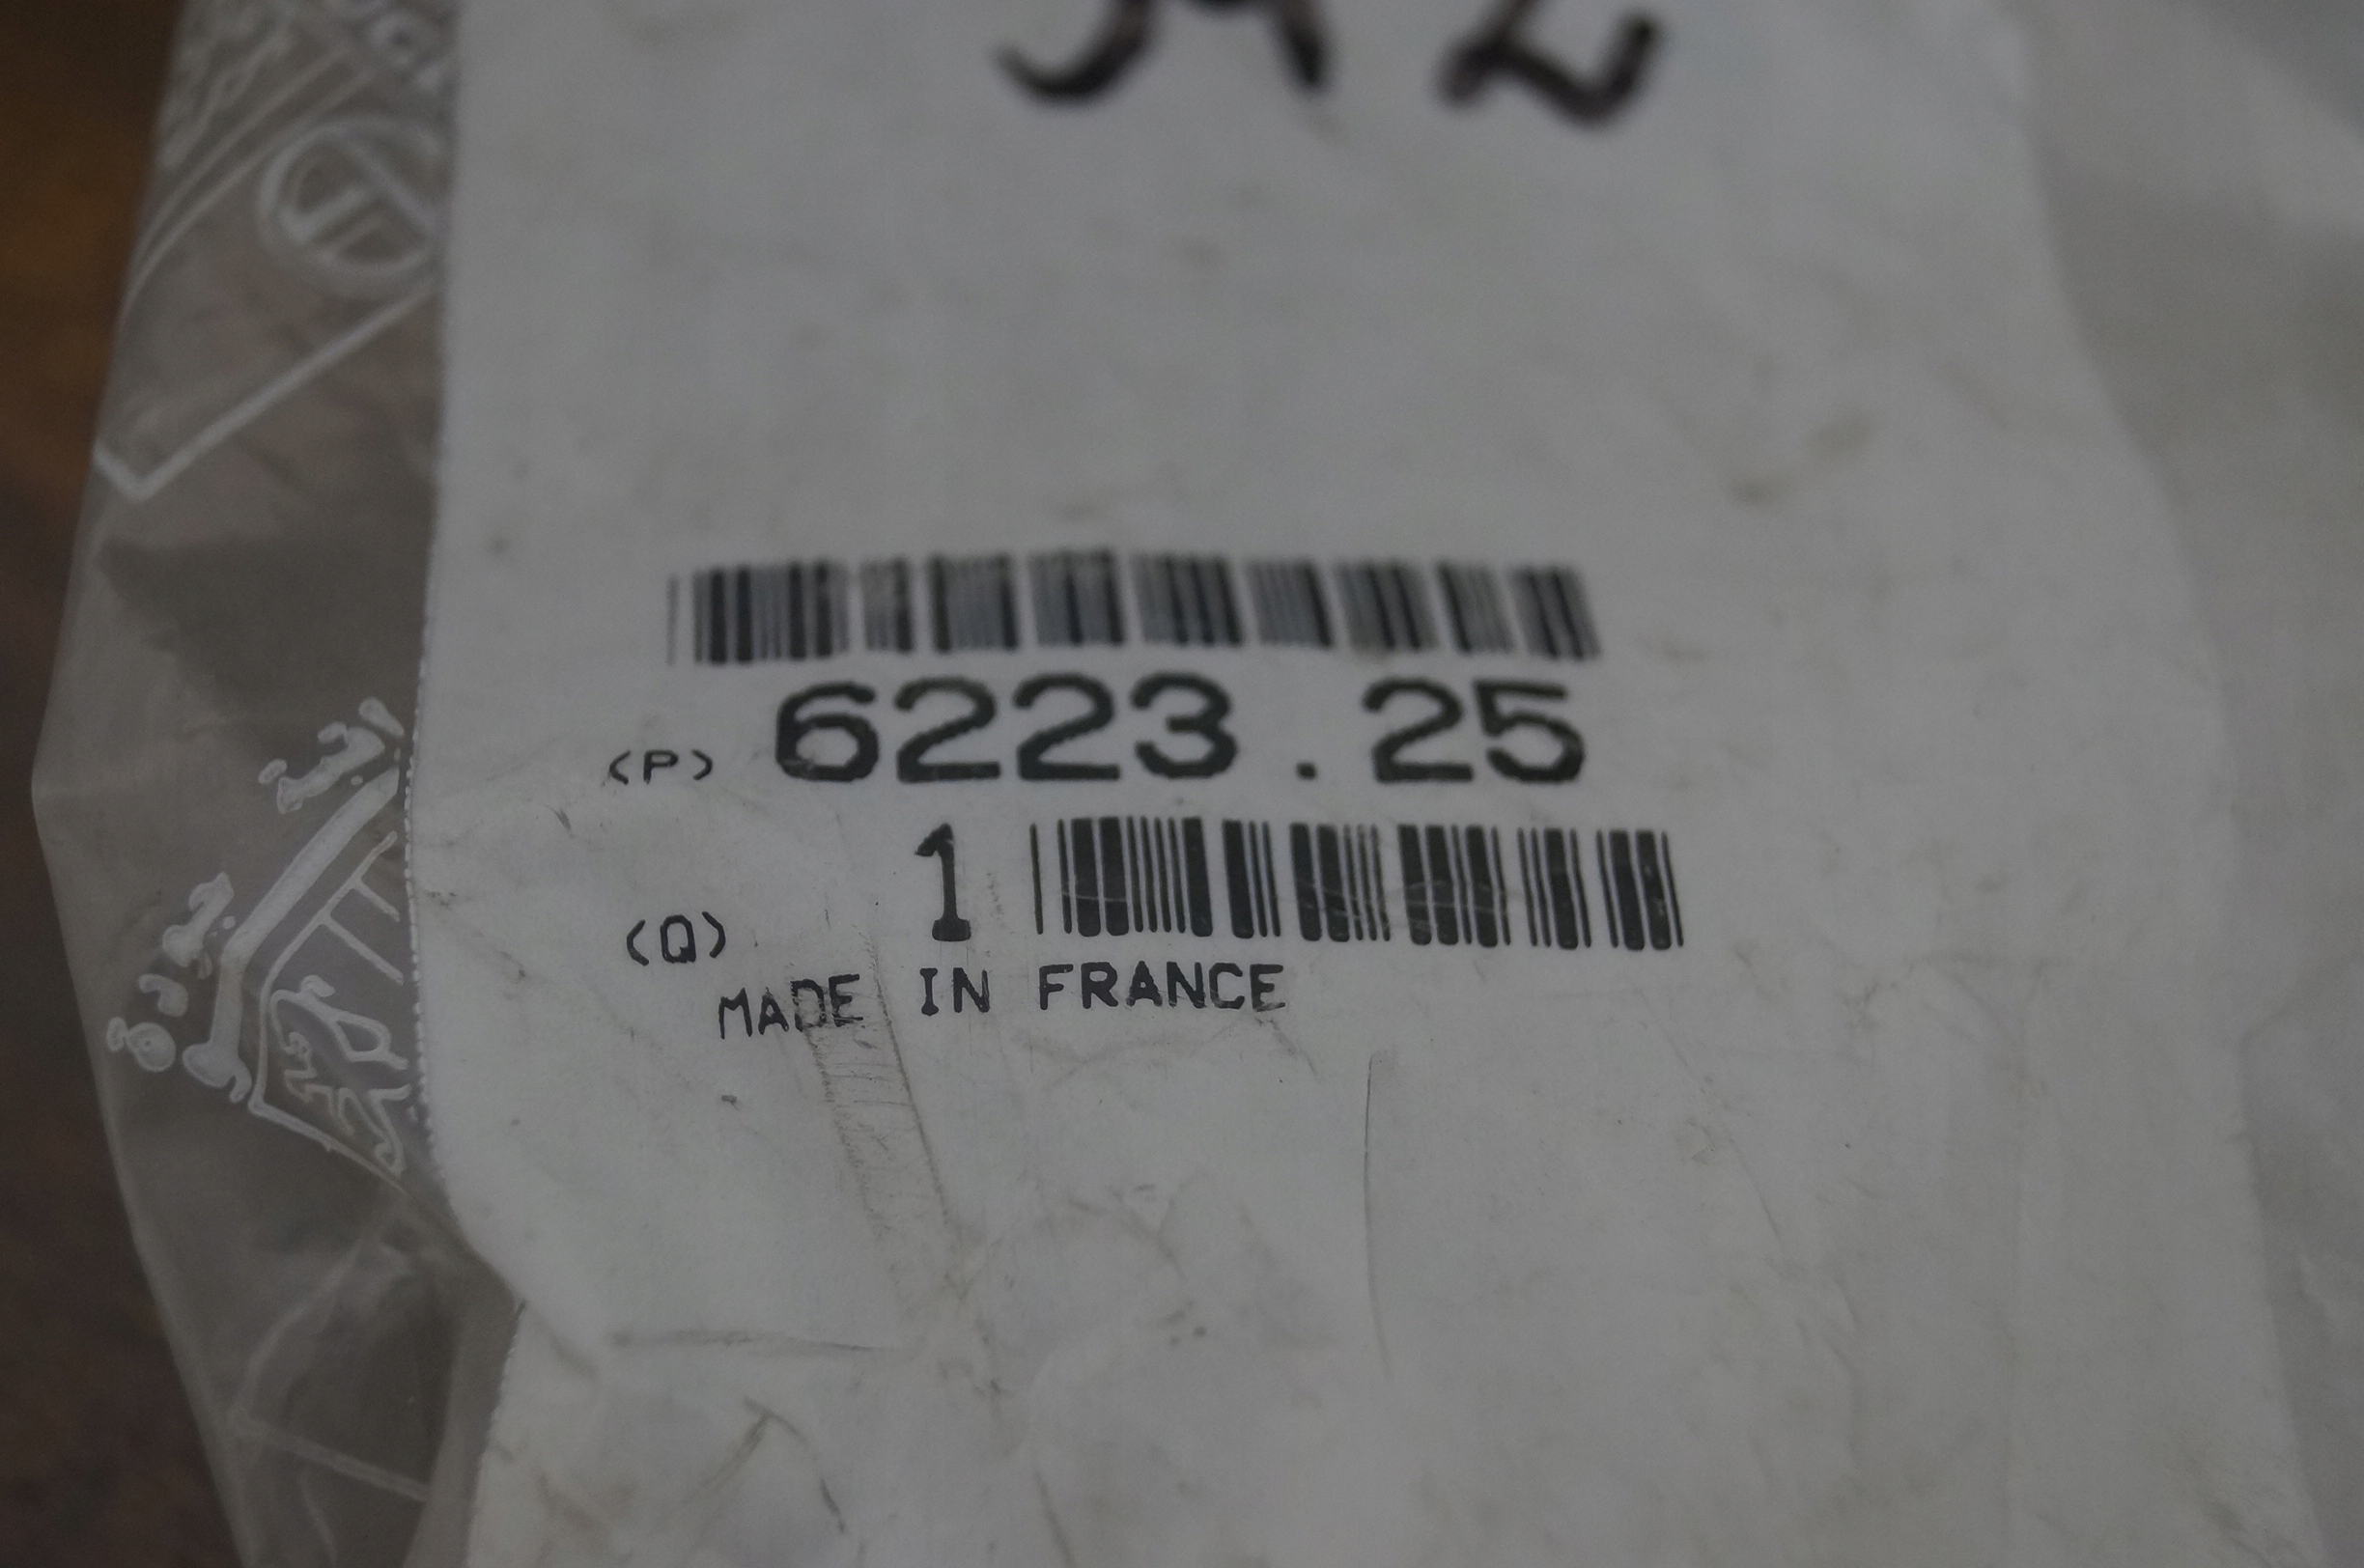 (P) 6223.25
(Q) 1
MADE IN FRANCE